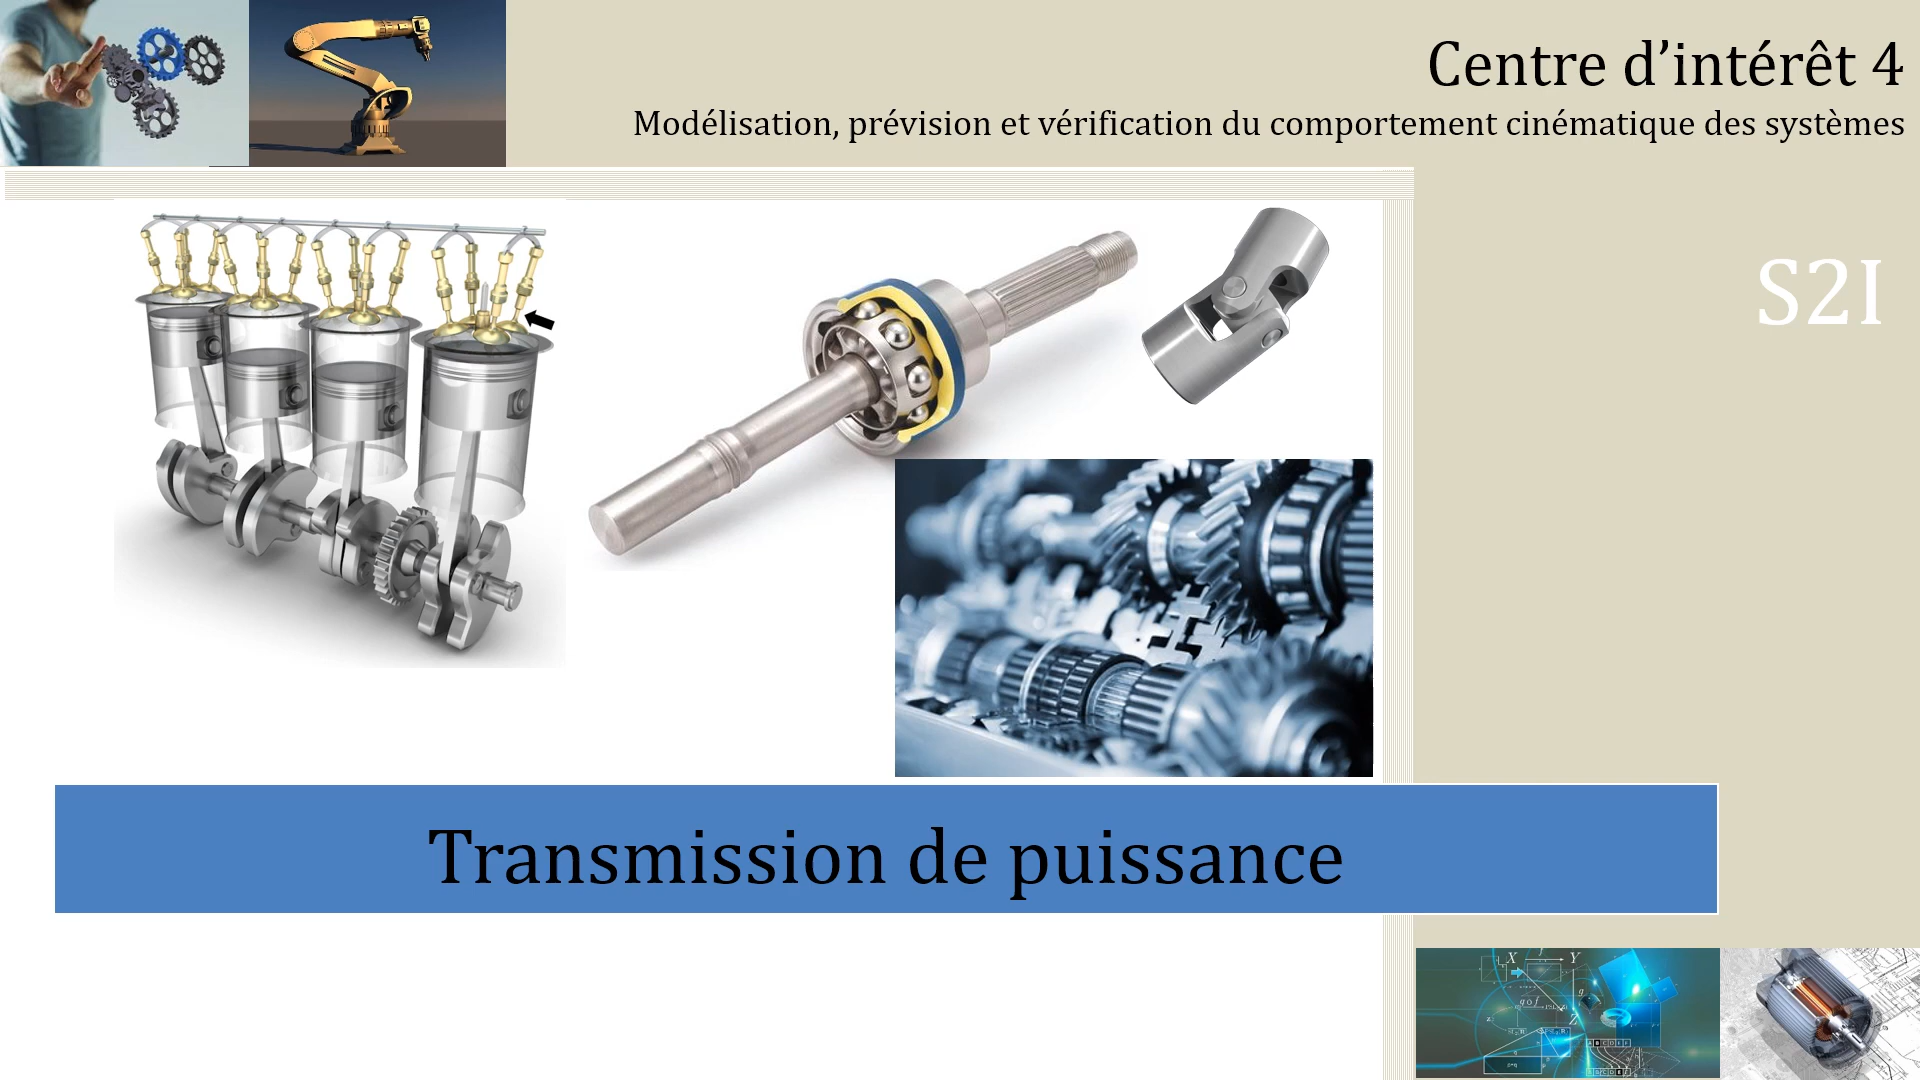 Centre d’intérêt 4
Modélisation, prévision et vérification du comportement cinématique des systèmes
S2I
Transmission de puissance
X
Y
g
g o f
Z